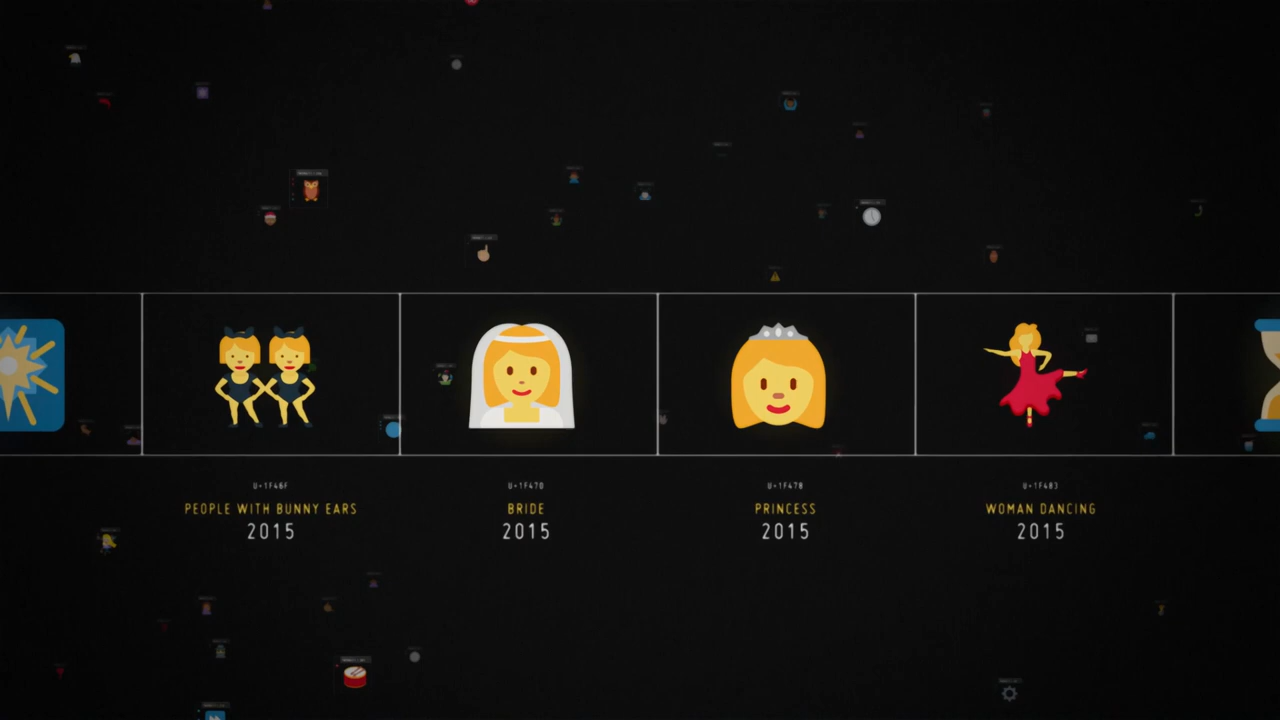 U+1F46F
PEOPLE WITH BUNNY EARS
2015
U+1F470
BRIDE
2015
U+1F478
PRINCESS
2015
U+1F483
WOMAN DANCING
2015